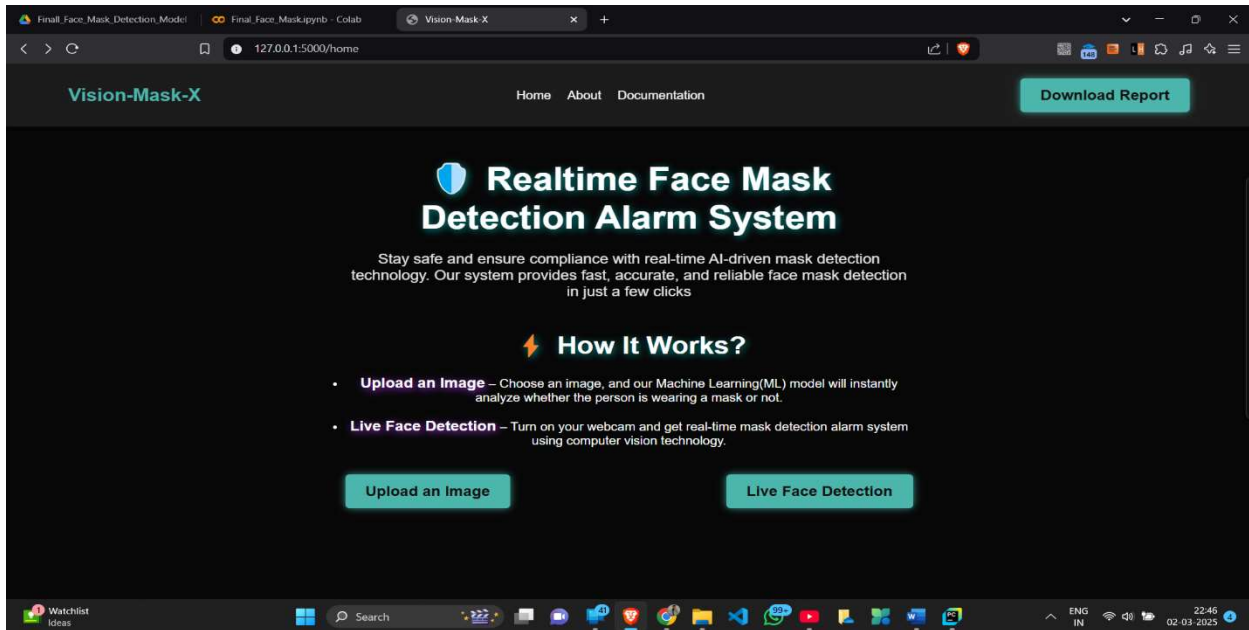 Finall_Face_Mask_Detection_Model
Final_Face_Mask.ipynb - Colab
Vision-Mask-X
127.0.0.1:5000/home
148
Vision-Mask-X
Home About Documentation
Download Report
Realtime Face Mask
Detection Alarm System
Stay safe and ensure compliance with real-time AI-driven mask detection
technology. Our system provides fast, accurate, and reliable face mask detection
in just a few clicks
How It Works?
• Upload an Image – Choose an image, and our Machine Learning(ML) model will instantly
analyze whether the person is wearing a mask or not.
• Live Face Detection – Turn on your webcam and get real-time mask detection alarm system
using computer vision technology.
Upload an Image
Live Face Detection
1
Watchlist
Ideas
Search
41
99+
ENG
IN
22:46
02-03-2025
4